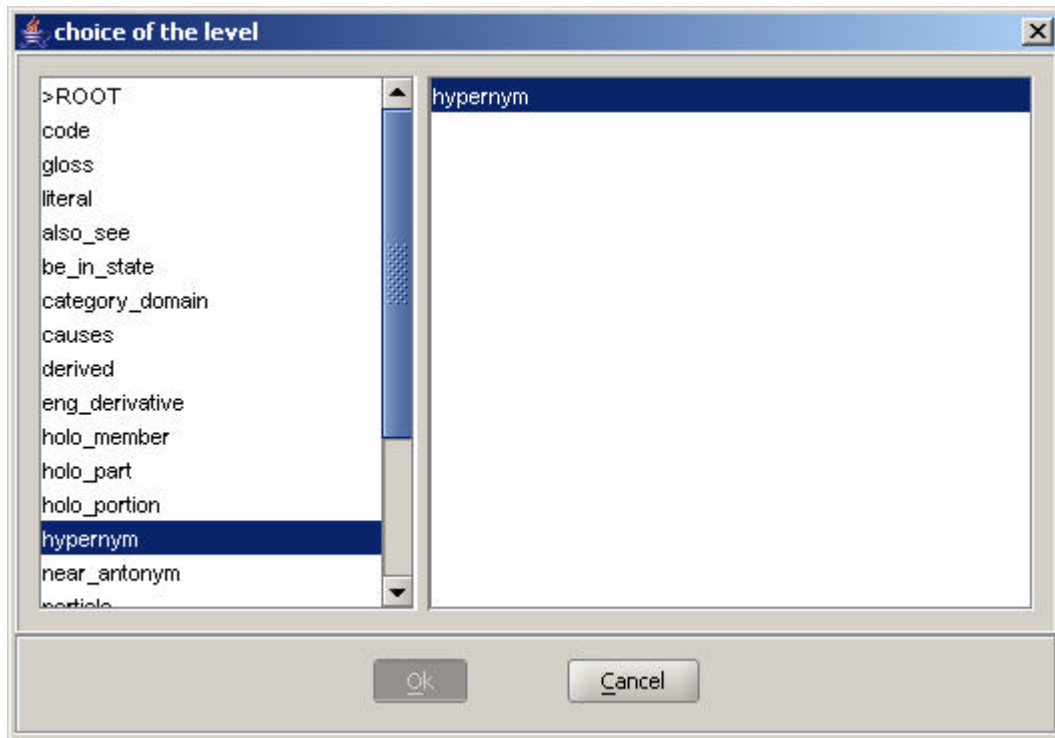 choice of the level
>ROOT
code
gloss
literal
also_see
be_in_state
category_domain
causes
derived
eng_derivative
holo_member
holo_part
holo_portion
hypernym
near_antonym
hypernym
Ok
Cancel